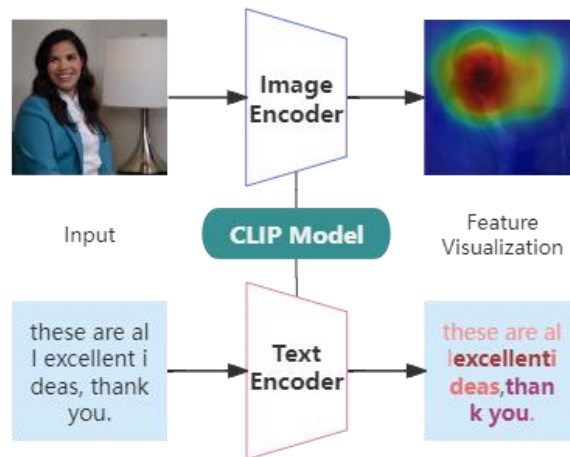 Image
Encoder
Input
CLIP Model
Feature
Visualization
these are al
l excellent i
deas, thank
you.
Text
Encoder
these are al
lexcellenti
deas,than
k you.